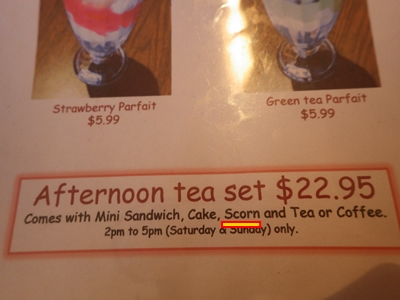 Strawberry Parfait
$5.99
Green tea Parfait
$5.99
Afternoon tea set $22.95
Comes with Mini Sandwich, Cake, Scorn and Tea or Coffee.
2pm to 5pm (Saturday & Sunday) only.